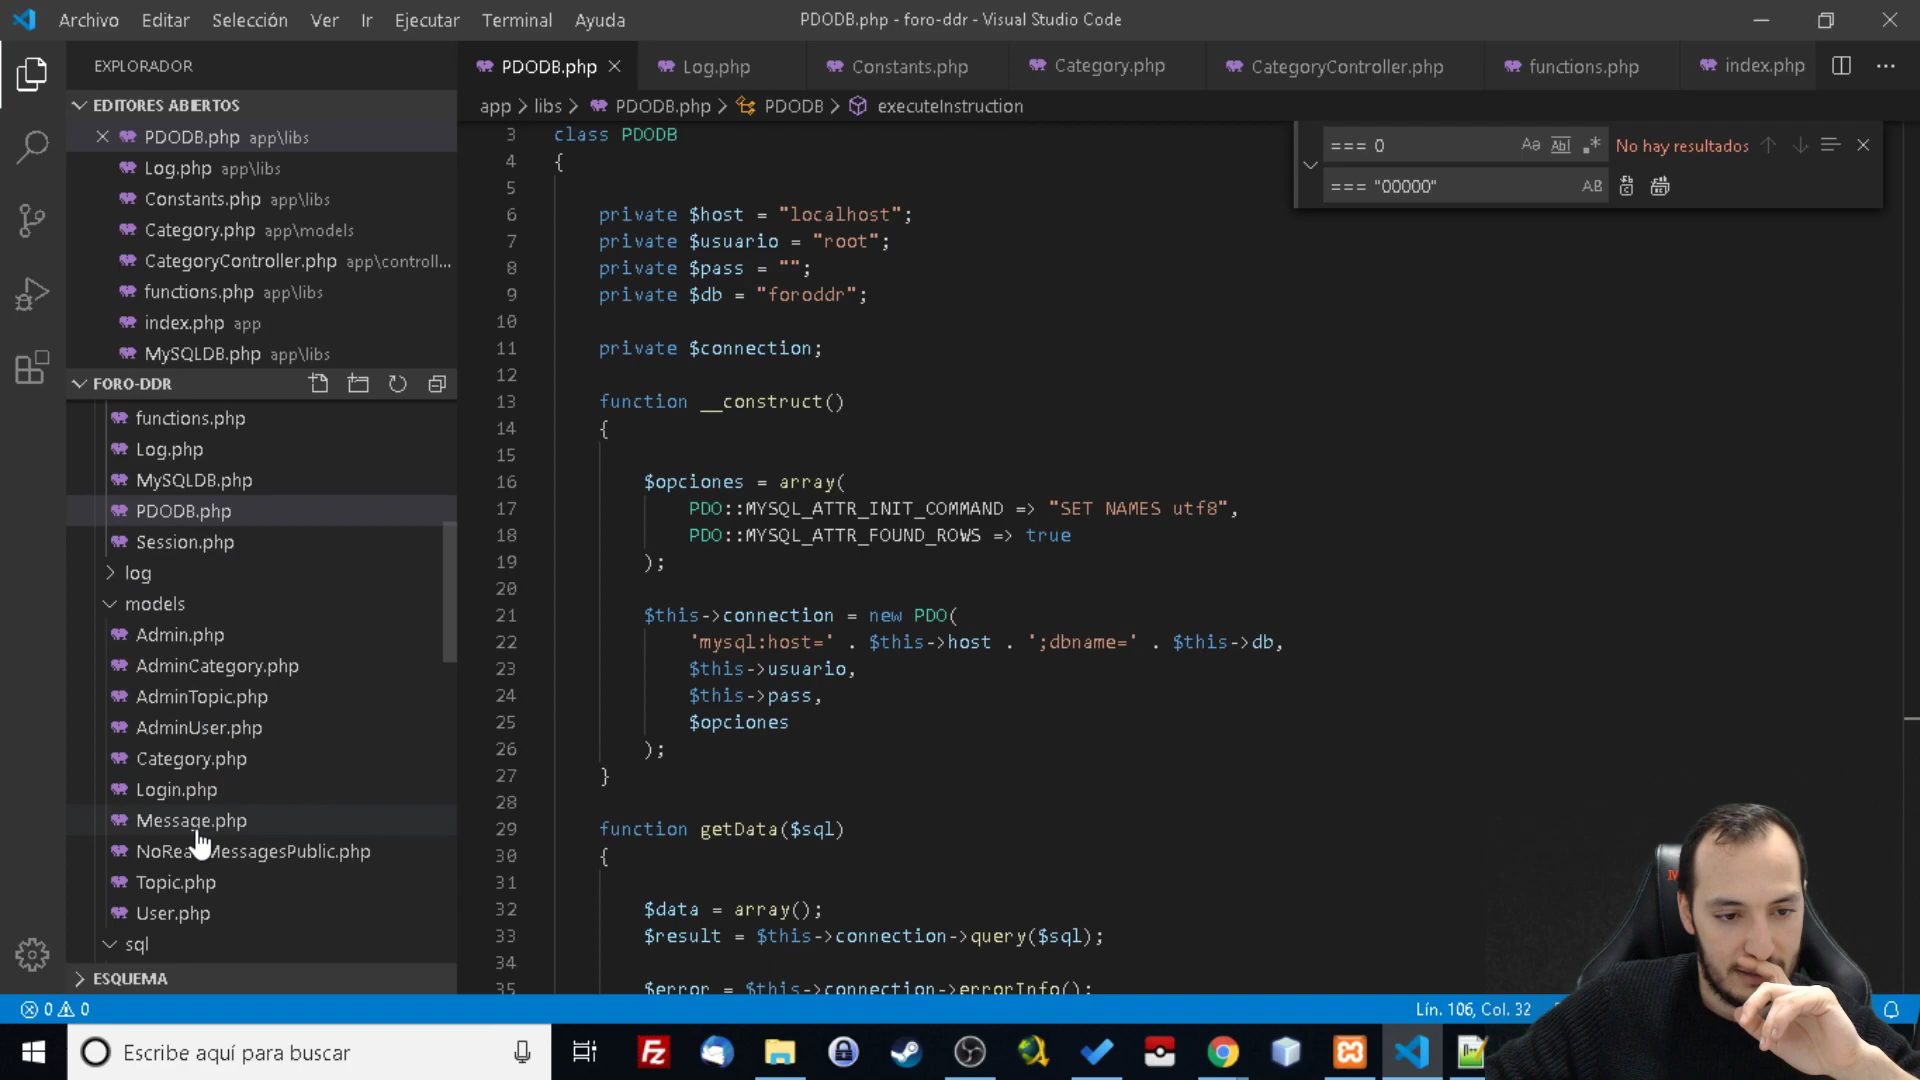 Archivo Editar Selección Ver Ir Ejecutar Terminal Ayuda
PDODB.php - foro-ddr - Visual Studio Code
EXPLORADOR
EDITORES ABIERTOS
PDODB.php app\libs
Log.php app\libs
Constants.php app\libs
Category.php app\models
CategoryController.php app\controll...
functions.php app\libs
index.php app
MySQLDB.php app\libs
FORO-DDR
functions.php
Log.php
MySQLDB.php
PDODB.php
Session.php
log
models
Admin.php
AdminCategory.php
AdminTopic.php
AdminUser.php
Category.php
Login.php
Message.php
MessagesPublic.php
Topic.php
User.php
sql
ESQUEMA
PDODB.php Log.php Constants.php Category.php CategoryController.php functions.php index.php
app > libs > PDODB.php > PDODB > executeInstruction
=== 0 Aa Abl .* No hay resultados
=== "00000" AB
3 class PDODB
4 {
5
6 private $host = "localhost";
7 private $usuario = "root";
8 private $pass = "";
9 private $db = "foroddr";
10
11 private $connection;
12
13 function __construct()
14 {
15
16 $opciones = array(
17 PDO::MYSQL_ATTR_INIT_COMMAND => "SET NAMES utf8",
18 PDO::MYSQL_ATTR_FOUND_ROWS => true
19 );
20
21 $this->connection = new PDO(
22 'mysql:host=' . $this->host . ';dbname=' . $this->db,
23 $this->usuario,
24 $this->pass,
25 $opciones
26 );
27 }
28
29 function getData($sql)
30 {
31
32 $data = array();
33 $result = $this->connection->query($sql);
34
35 $error = $this->connection->errorInfo();
0 0
Lín. 106, Col. 32
Escribe aquí para buscar